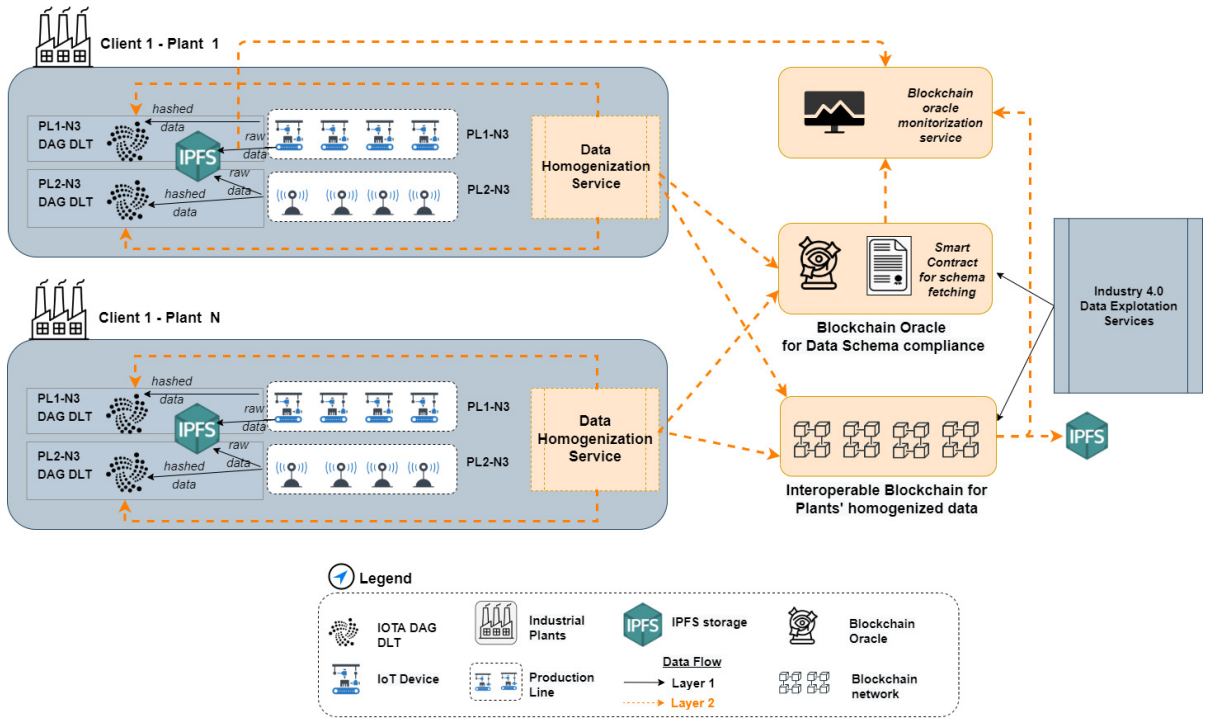 Client 1 - Plant 1
PL1-N3
DAG DLT
hashed
data
IPFS
raw
data
PL1-N3
PL2-N3
DAG DLT
hashed
data
raw
data
PL2-N3
Data
Homogenization
Service
Blockchain
oracle
monitorization
service
Smart
Contract
for schema
fetching
Blockchain Oracle
for Data Schema compliance
Industry 4.0
Data Explotation
Services
Client 1 - Plant N
PL1-N3
DAG DLT
hashed
data
IPFS
raw
data
PL1-N3
PL2-N3
DAG DLT
hashed
data
raw
data
PL2-N3
Data
Homogenization
Service
IPFS
Interoperable Blockchain for
Plants' homogenized data
Legend
IOTA DAG
DLT
Industrial
Plants
IPFS
IPFS storage
Blockchain
Oracle
IoT Device
Production
Line
Data Flow
Layer 1
Layer 2
Blockchain
network